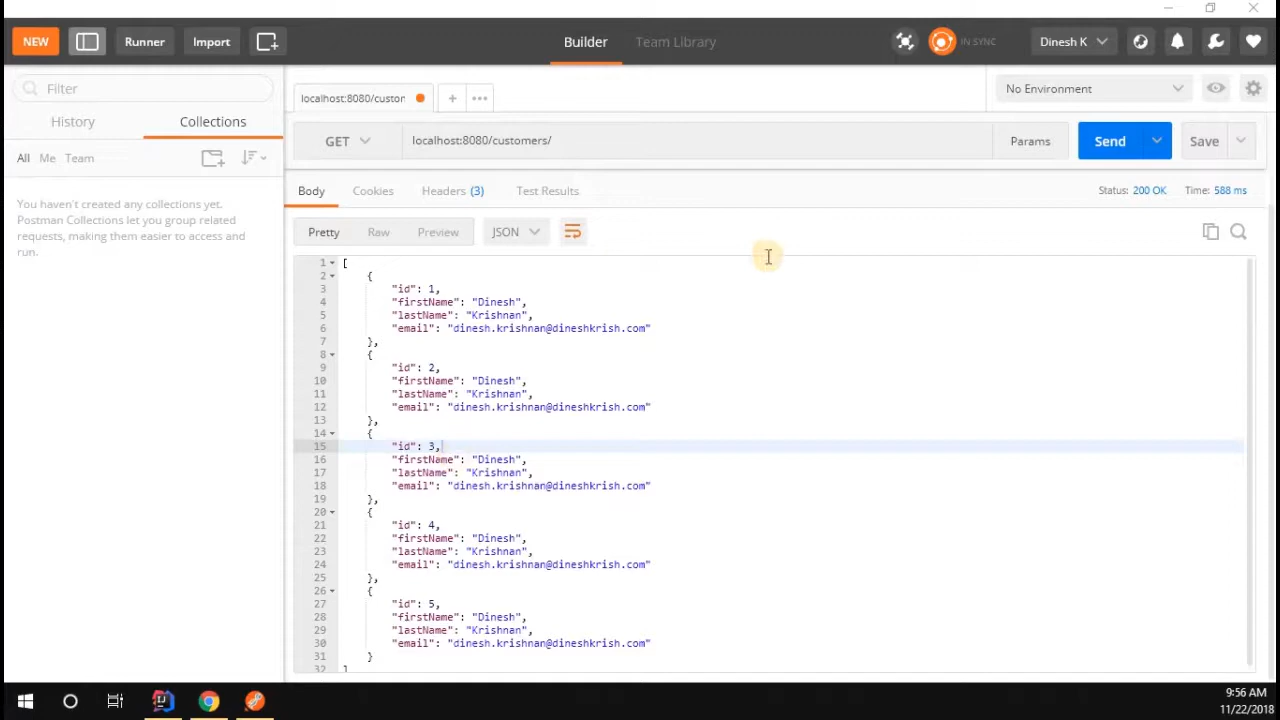 NEW Runner Import Builder Team Library IN SYNC Dinesh K
Filter
localhost:8080/custor
No Environment
History Collections
GET localhost:8080/customers/ Params Send Save
All Me Team
Body Cookies Headers (3) Test Results Status: 200 OK Time: 588 ms
You haven't created any collections yet.
Postman Collections let you group related
requests, making them easier to access and
run.
Pretty Raw Preview JSON
1 [
2 {
3 "id": 1,
4 "firstName": "Dinesh",
5 "lastName": "Krishnan",
6 "email": "dinesh.krishnan@dineshkrish.com"
7 },
8 {
9 "id": 2,
10 "firstName": "Dinesh",
11 "lastName": "Krishnan",
12 "email": "dinesh.krishnan@dineshkrish.com"
13 },
14 {
15 "id": 3,
16 "firstName": "Dinesh",
17 "lastName": "Krishnan",
18 "email": "dinesh.krishnan@dineshkrish.com"
19 },
20 {
21 "id": 4,
22 "firstName": "Dinesh",
23 "lastName": "Krishnan",
24 "email": "dinesh.krishnan@dineshkrish.com"
25 },
26 {
27 "id": 5,
28 "firstName": "Dinesh",
29 "lastName": "Krishnan",
30 "email": "dinesh.krishnan@dineshkrish.com"
31 }
32 ]
9:56 AM
11/22/2018